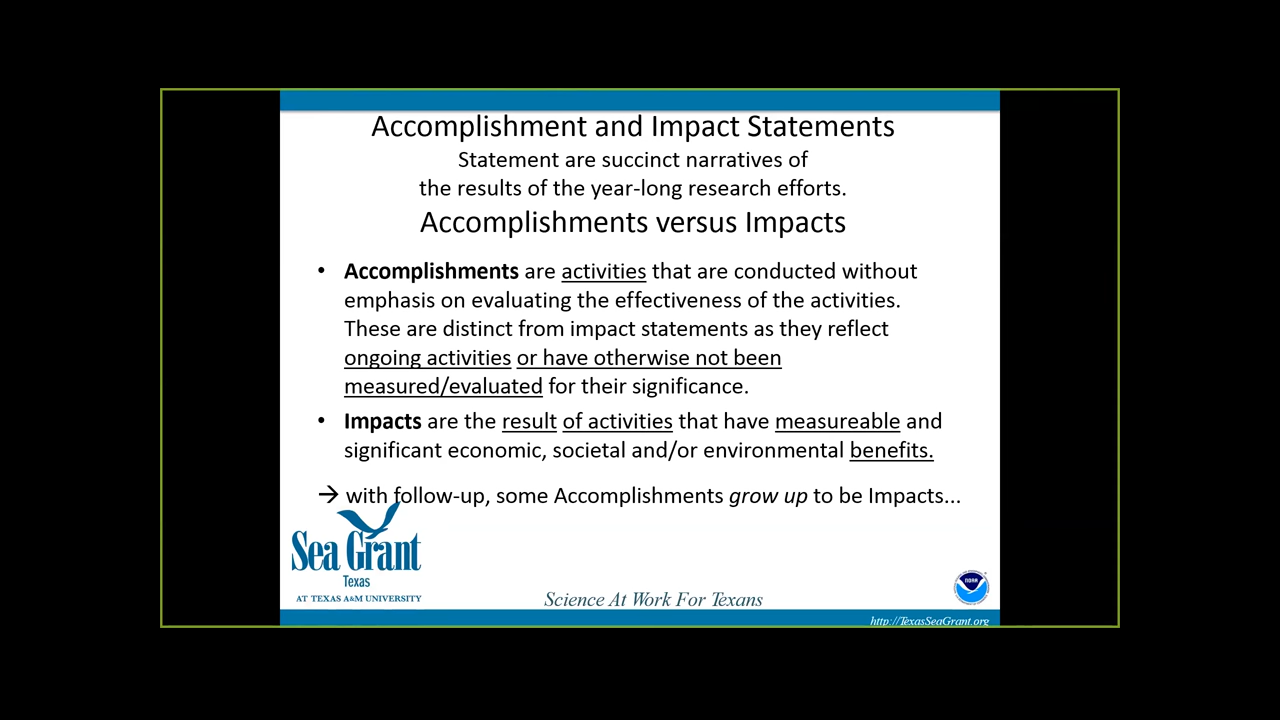 Accomplishment and Impact Statements
Statement are succinct narratives of
the results of the year-long research efforts.
Accomplishments versus Impacts
• Accomplishments are activities that are conducted without
emphasis on evaluating the effectiveness of the activities.
These are distinct from impact statements as they reflect
ongoing activities or have otherwise not been
measured/evaluated for their significance.
• Impacts are the result of activities that have measureable and
significant economic, societal and/or environmental benefits.
→ with follow-up, some Accomplishments grow up to be Impacts...
Sea Grant
Texas
AT TEXAS A&M UNIVERSITY
NOAA
Science At Work For Texans
http://TexasSeaGrant.org